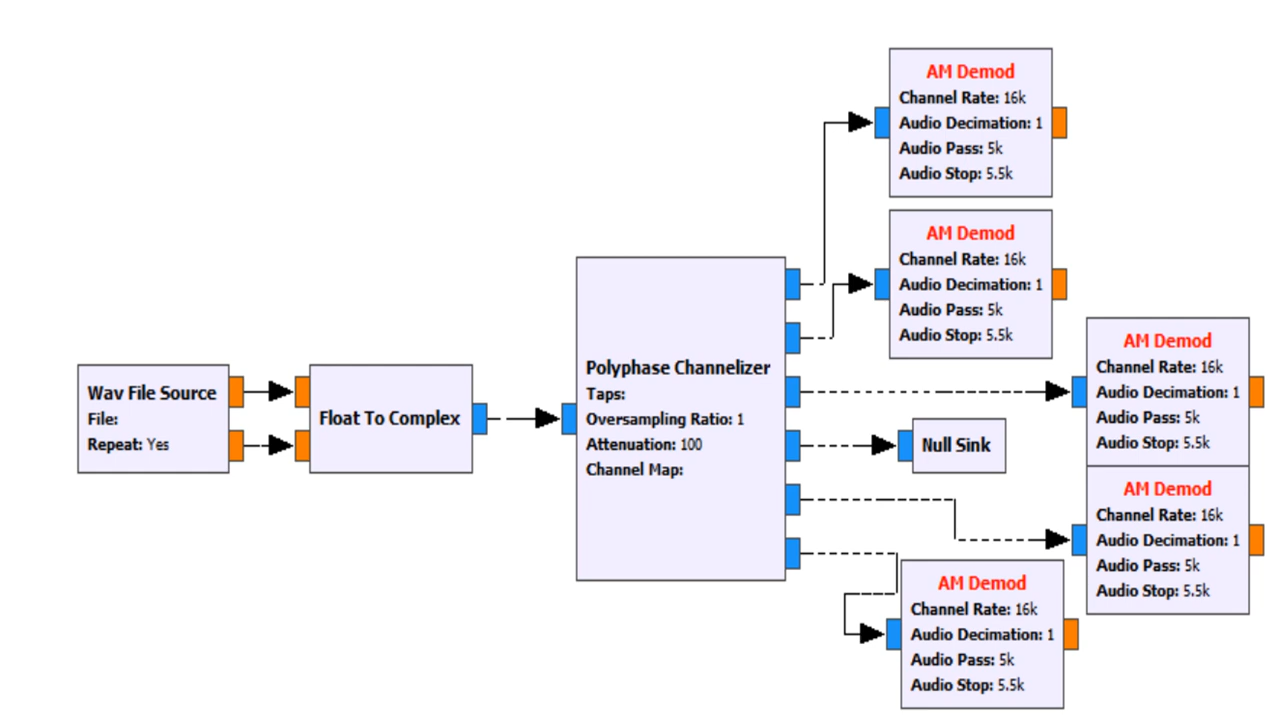 AM Demod
Channel Rate: 16k
Audio Decimation: 1
Audio Pass: 5k
Audio Stop: 5.5k
AM Demod
Channel Rate: 16k
Audio Decimation: 1
Audio Pass: 5k
Audio Stop: 5.5k
Wav File Source
File:
Repeat: Yes
Float To Complex
Polyphase Channelizer
Taps:
Oversampling Ratio: 1
Attenuation: 100
Channel Map:
AM Demod
Channel Rate: 16k
Audio Decimation: 1
Audio Pass: 5k
Audio Stop: 5.5k
Null Sink
AM Demod
Channel Rate: 16k
Audio Decimation: 1
Audio Pass: 5k
Audio Stop: 5.5k
AM Demod
Channel Rate: 16k
Audio Decimation: 1
Audio Pass: 5k
Audio Stop: 5.5k